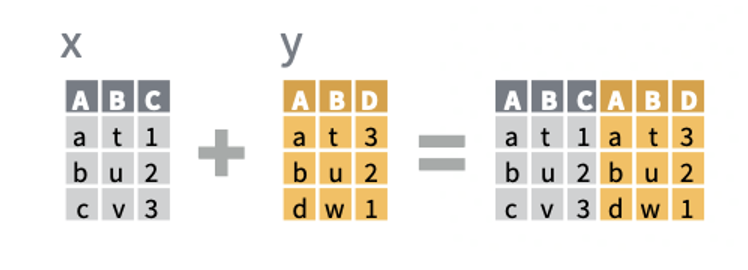 x y
A B C A B D A B C A B D
a t 1 + a t 3 = a t 1 a t 3
b u 2 b u 2 b u 2 b u 2
c v 3 d w 1 c v 3 d w 1